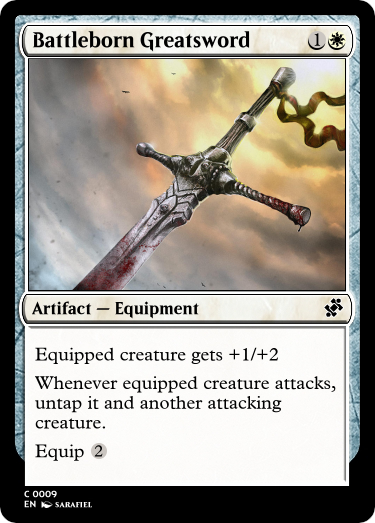 Battleborn Greatsword 1
Artifact — Equipment
Equipped creature gets +1/+2
Whenever equipped creature attacks,
untap it and another attacking
creature.
Equip 2
C 0009
EN SARAFIEL